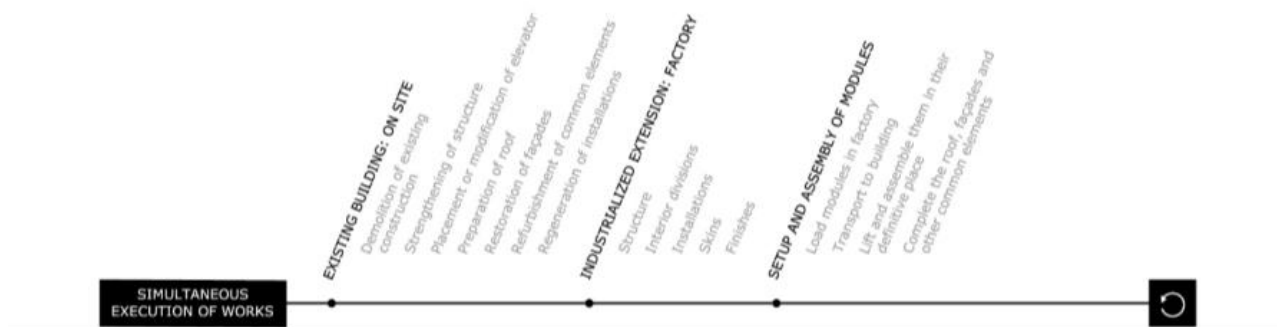 SIMULTANEOUS
EXECUTION OF WORKS
EXISTING BUILDING: ON SITE
Demolition of existing
construction
Strengthening of structure
Placement or modification of elevator
Preparation of roof
Restoration of façades
Refurbishment of common elements
Regeneration of installations
INDUSTRIALIZED EXTENSION: FACTORY
Structure
Interior divisions
Installations
Skins
Finishes
SETUP AND ASSEMBLY OF MODULES
Load modules in factory
Transport to building
Lift and assemble them in their
definitive place
Complete the roof, façades and
other common elements